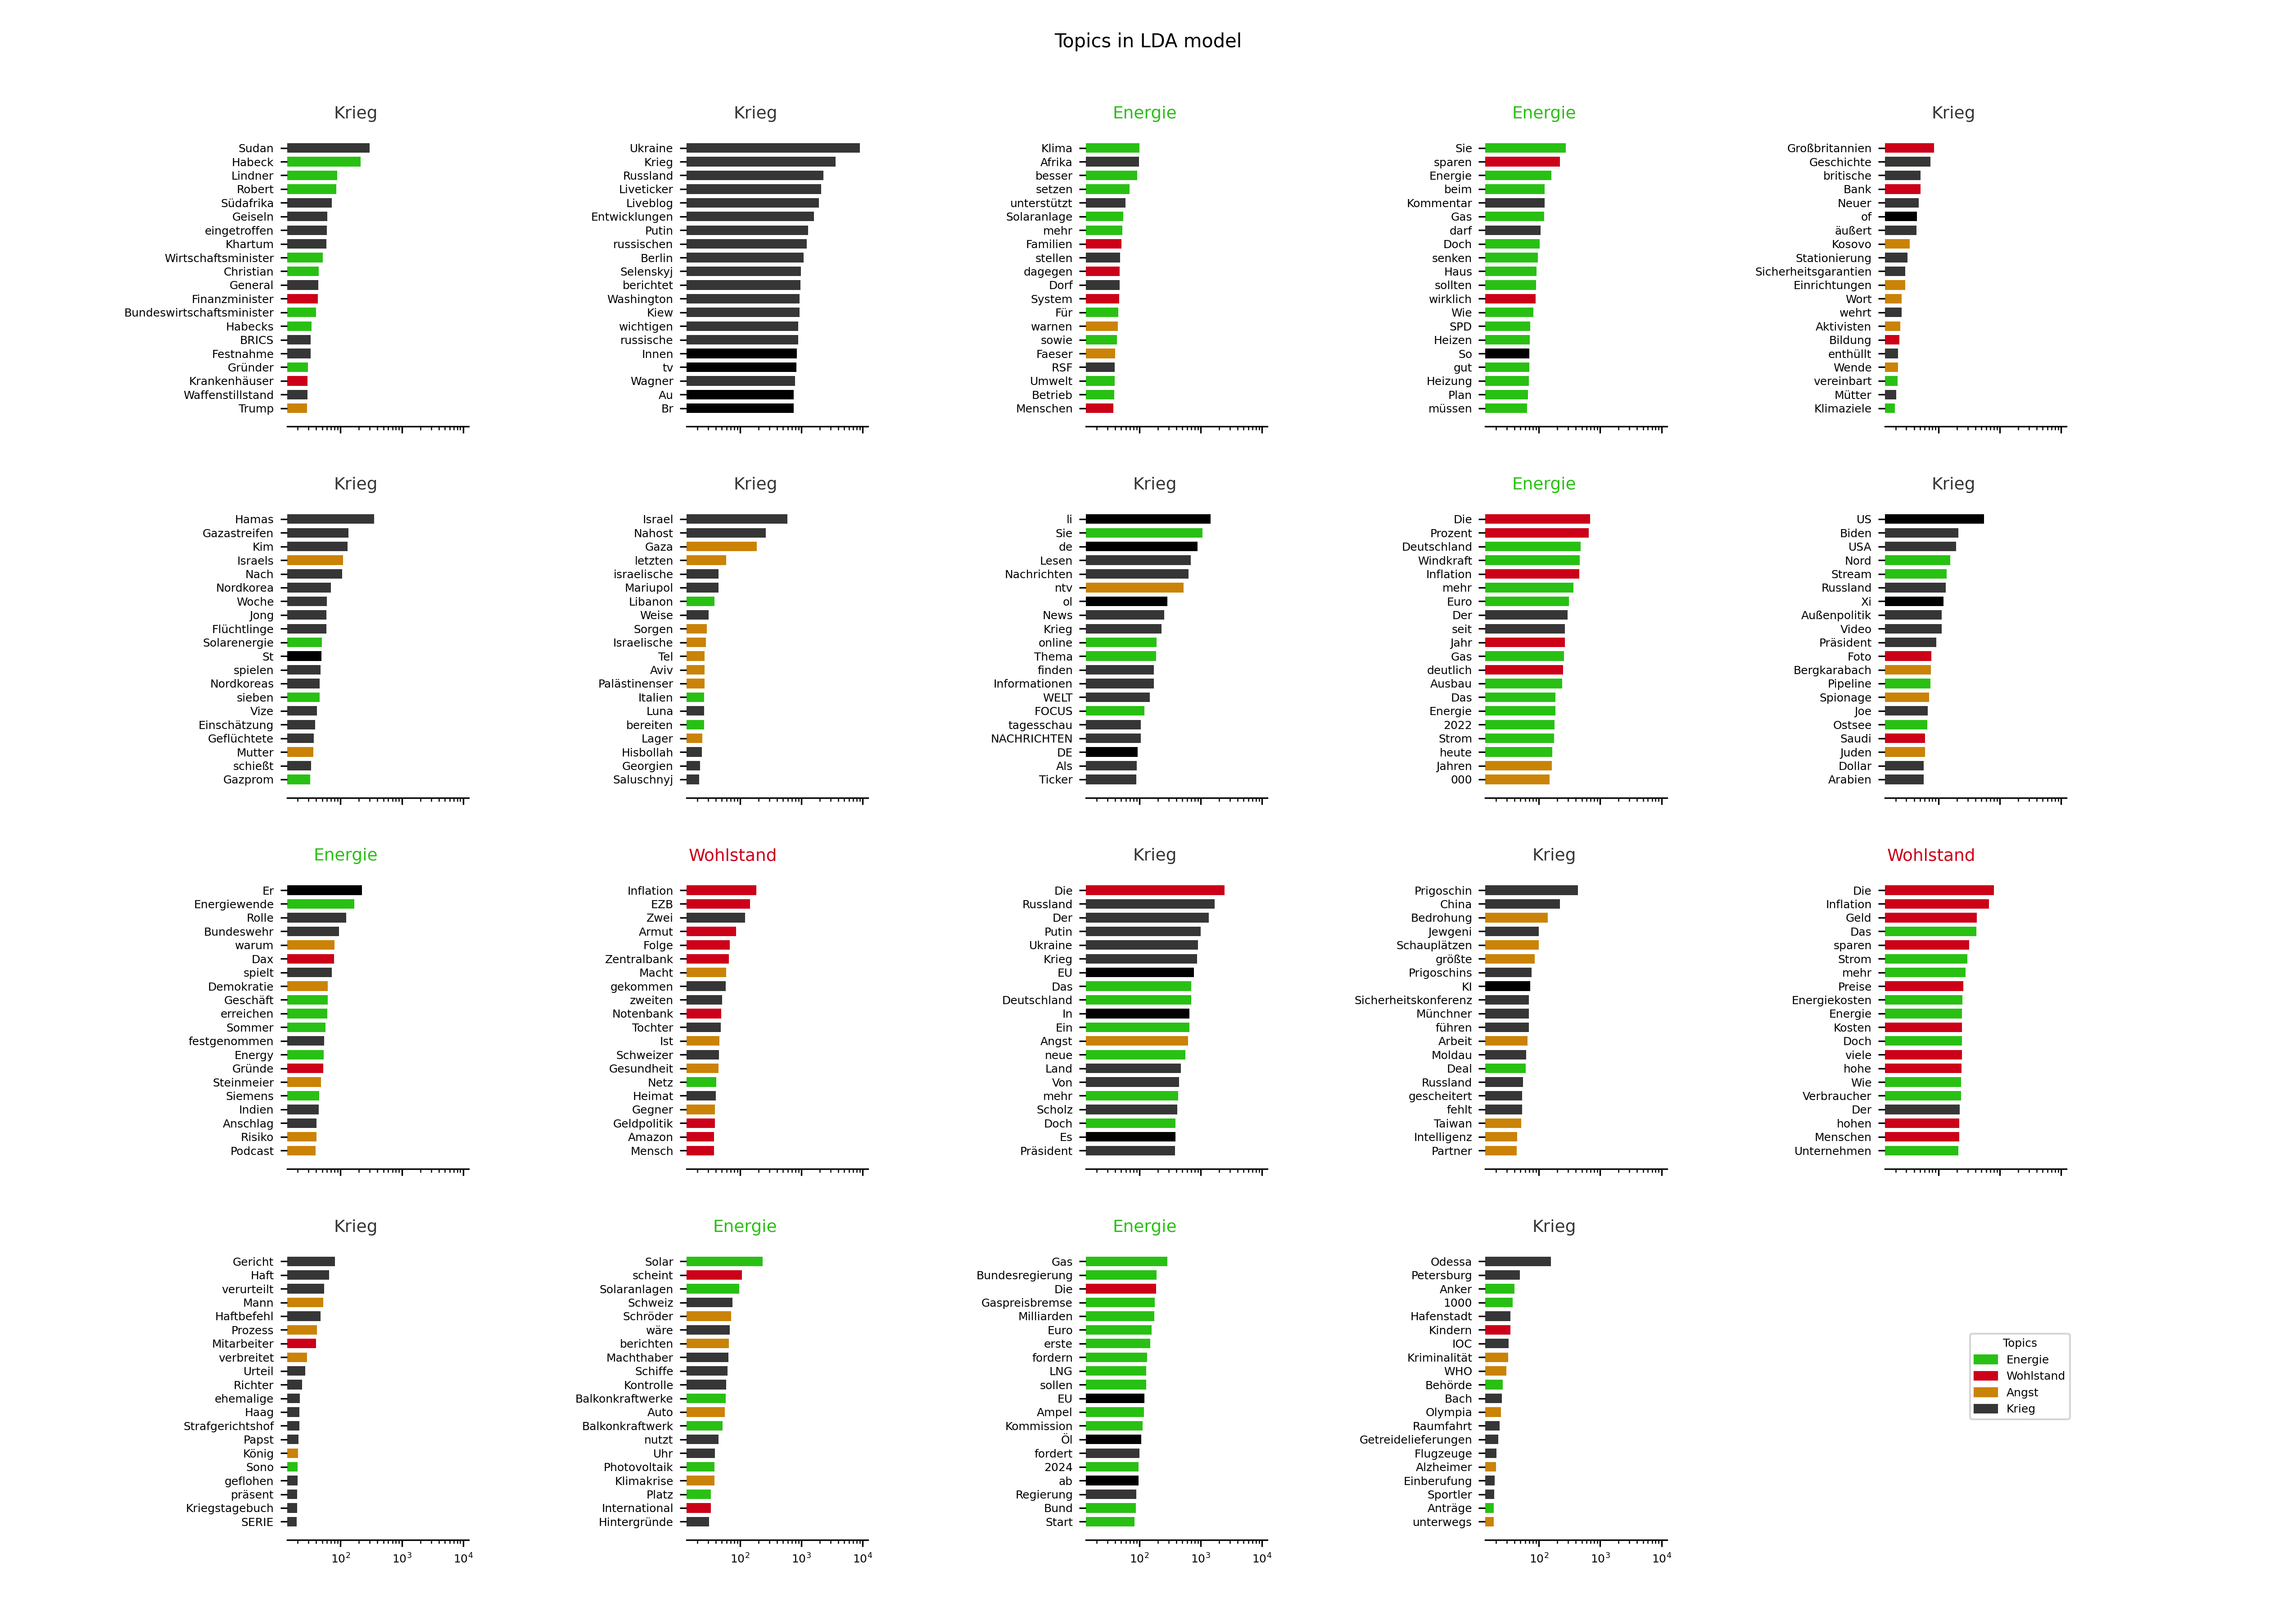 Topics in LDA model
Krieg
Sudan
Habeck
Lindner
Robert
Südafrika
Geiseln
eingetroffen
Khartum
Wirtschaftsminister
Christian
General
Finanzminister
Bundeswirtschaftsminister
Habecks
BRICS
Festnahme
Gründer
Krankenhäuser
Waffenstillstand
Trump
Krieg
Ukraine
Krieg
Russland
Liveticker
Liveblog
Entwicklungen
Putin
russischen
Berlin
Selenskyj
berichtet
Washington
Kiew
wichtigen
russische
Innen
tv
Wagner
Au
Br
Energie
Klima
Afrika
besser
setzen
unterstützt
Solaranlage
mehr
Familien
stellen
dagegen
Dorf
System
Für
warnen
sowie
Faeser
RSF
Umwelt
Betrieb
Menschen
Energie
Sie
sparen
Energie
beim
Kommentar
Gas
darf
Doch
senken
Haus
sollten
wirklich
Wie
SPD
Heizen
So
gut
Heizung
Plan
müssen
Krieg
Großbritannien
Geschichte
britische
Bank
Neuer
of
äußert
Kosovo
Stationierung
Sicherheitsgarantien
Einrichtungen
Wort
wehrt
Aktivisten
Bildung
enthüllt
Wende
vereinbart
Mütter
Klimaziele
Krieg
Hamas
Gazastreifen
Kim
Israels
Nach
Nordkorea
Woche
Jong
Flüchtlinge
Solarenergie
St
spielen
Nordkoreas
sieben
Vize
Einschätzung
Geflüchtete
Mutter
schießt
Gazprom
Krieg
Israel
Nahost
Gaza
letzten
israelische
Mariupol
Libanon
Weise
Sorgen
Israelische
Tel
Aviv
Palästinenser
Italien
Luna
bereiten
Lager
Hisbollah
Georgien
Saluschnyj
Krieg
li
Sie
de
Lesen
Nachrichten
ntv
ol
News
Krieg
online
Thema
finden
Informationen
WELT
FOCUS
tagesschau
NACHRICHTEN
DE
Als
Ticker
Energie
Die
Prozent
Deutschland
Windkraft
Inflation
mehr
Euro
Der
seit
Jahr
Gas
deutlich
Ausbau
Das
Energie
2022
Strom
heute
Jahren
000
Krieg
US
Biden
USA
Nord
Stream
Russland
Xi
Außenpolitik
Video
Präsident
Foto
Bergkarabach
Pipeline
Spionage
Joe
Ostsee
Saudi
Juden
Dollar
Arabien
Energie
Er
Energiewende
Rolle
Bundeswehr
warum
Dax
spielt
Demokratie
Geschäft
erreichen
Sommer
festgenommen
Energy
Gründe
Steinmeier
Siemens
Indien
Anschlag
Risiko
Podcast
Wohlstand
Inflation
EZB
Zwei
Armut
Folge
Zentralbank
Macht
gekommen
zweiten
Notenbank
Tochter
Ist
Schweizer
Gesundheit
Netz
Heimat
Gegner
Geldpolitik
Amazon
Mensch
Krieg
Die
Russland
Der
Putin
Ukraine
Krieg
EU
Das
Deutschland
In
Ein
Angst
neue
Land
Von
mehr
Scholz
Doch
Es
Präsident
Krieg
Prigoschin
China
Bedrohung
Jewgeni
Schauplätzen
größte
Prigoschins
KI
Sicherheitskonferenz
Münchner
führen
Arbeit
Moldau
Deal
Russland
gescheitert
fehlt
Taiwan
Intelligenz
Partner
Wohlstand
Die
Inflation
Geld
Das
sparen
Strom
mehr
Preise
Energiekosten
Energie
Kosten
Doch
viele
hohe
Wie
Verbraucher
Der
hohen
Menschen
Unternehmen
Krieg
Gericht
Haft
verurteilt
Mann
Haftbefehl
Prozess
Mitarbeiter
verbreitet
Urteil
Richter
ehemalige
Haag
Strafgerichtshof
Papst
König
Sono
geflohen
präsent
Kriegstagebuch
SERIE
10² 10³ 10⁴
Energie
Solar
scheint
Solaranlagen
Schweiz
Schröder
wäre
berichten
Machthaber
Schiffe
Kontrolle
Balkonkraftwerke
Auto
Balkonkraftwerk
nutzt
Uhr
Photovoltaik
Klimakrise
Platz
International
Hintergründe
10² 10³ 10⁴
Energie
Gas
Bundesregierung
Die
Gaspreisbremse
Milliarden
Euro
erste
fordern
LNG
sollen
EU
Ampel
Kommission
Öl
fordert
2024
ab
Regierung
Bund
Start
10² 10³ 10⁴
Krieg
Odessa
Petersburg
Anker
1000
Hafenstadt
Kindern
IOC
Kriminalität
WHO
Behörde
Bach
Olympia
Raumfahrt
Getreidelieferungen
Flugzeuge
Alzheimer
Einberufung
Sportler
Anträge
unterwegs
10² 10³ 10⁴
Topics
Energie
Wohlstand
Angst
Krieg